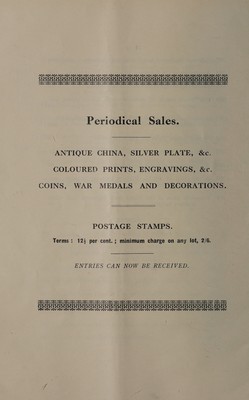 Periodical Sales.
ANTIQUE CHINA, SILVER PLATE, &c.
COLOURED PRINTS, ENGRAVINGS, &c.
COINS, WAR MEDALS AND DECORATIONS.
POSTAGE STAMPS.
Terms: 12½ per cent.; minimum charge on any lot, 2/6.
ENTRIES CAN NOW BE RECEIVED.